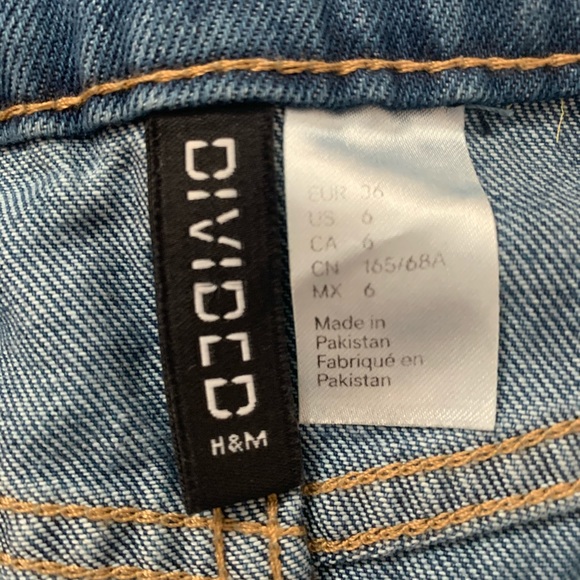 DIVIDED
H&M
EUR 36
US 6
CA 6
CN 165/68A
MX 6
Made in
Pakistan
Fabriqué en
Pakistan